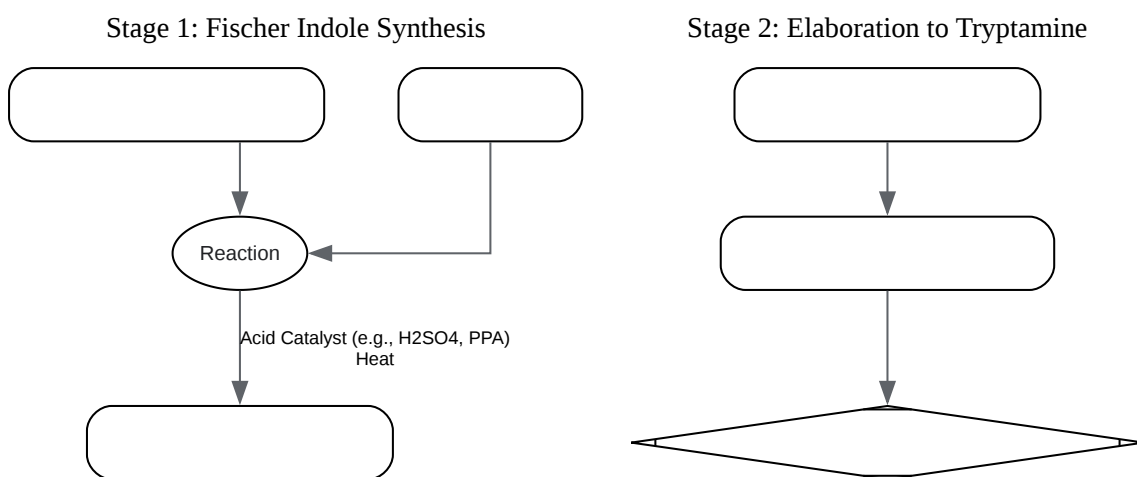 Stage 1: Fischer Indole Synthesis
Stage 2: Elaboration to Tryptamine
Reaction
Acid Catalyst (e.g., H2SO4, PPA)
Heat